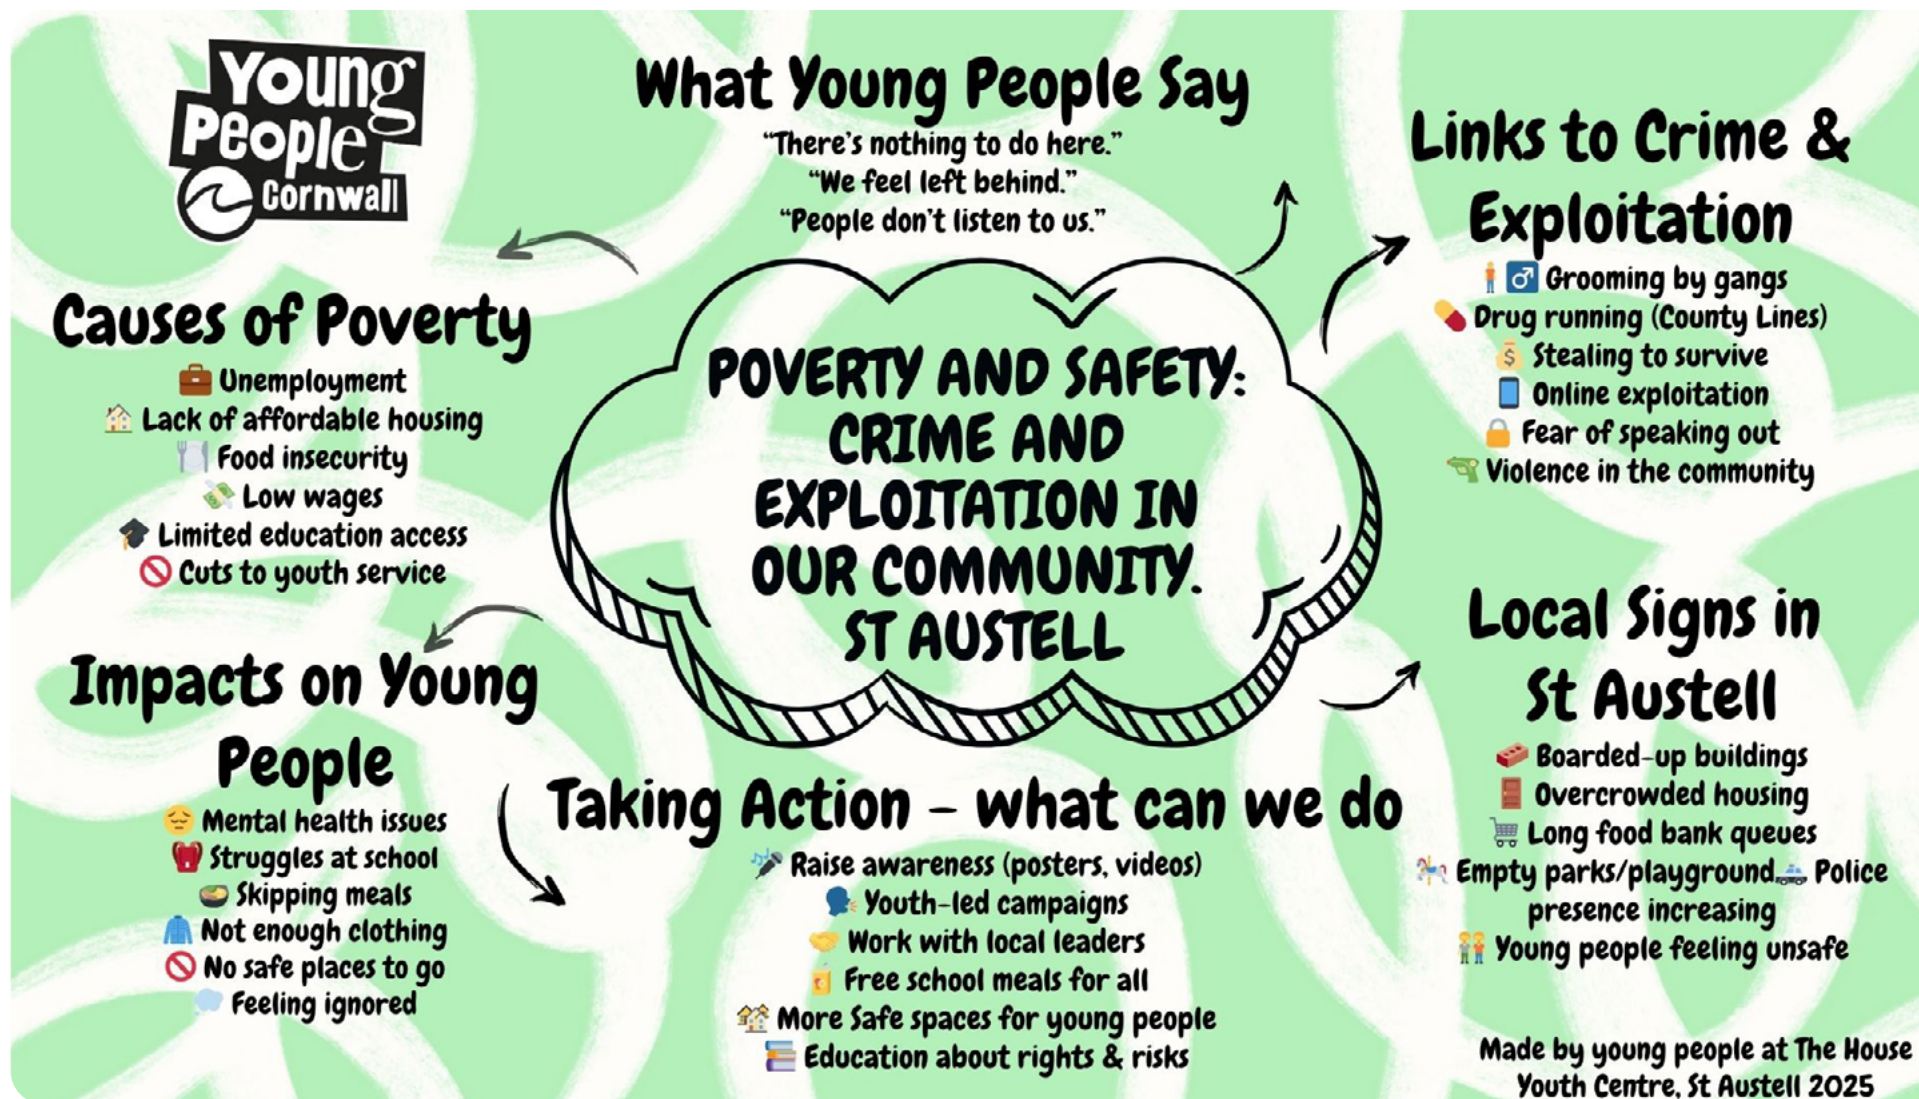 Young
People
Cornwall
What Young People Say
“There’s nothing to do here.”
“We feel left behind.”
“People don’t listen to us.”
Causes of Poverty
Unemployment
Lack of affordable housing
Food insecurity
Low wages
Limited education access
Cuts to youth service
Impacts on Young
People
Mental health issues
Struggles at school
Skipping meals
Not enough clothing
No safe places to go
Feeling ignored
POVERTY AND SAFETY:
CRIME AND
EXPLOITATION IN
OUR COMMUNITY.
ST AUSTELL
Taking Action – what can we do
Raise awareness (posters, videos)
Youth-led campaigns
Work with local leaders
Free school meals for all
More Safe spaces for young people
Education about rights & risks
Links to Crime &
Exploitation
Grooming by gangs
Drug running (County Lines)
Stealing to survive
Online exploitation
Fear of speaking out
Violence in the community
Local Signs in
St Austell
Boarded-up buildings
Overcrowded housing
Long food bank queues
Empty parks/playground Police
presence increasing
Young people feeling unsafe
Made by young people at The House
Youth Centre, St Austell 2025